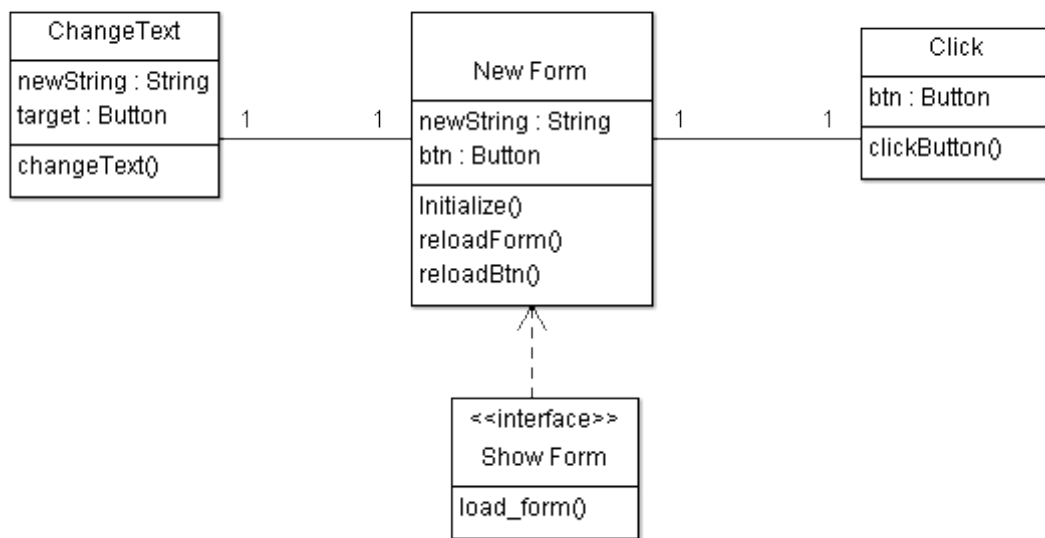 ChangeText
newString : String
target : Button
changeText()
1
1
New Form
newString : String
btn : Button
Initialize()
reloadForm()
reloadBtn()
1
1
Click
btn : Button
clickButton()
<<interface>>
Show Form
load_form()